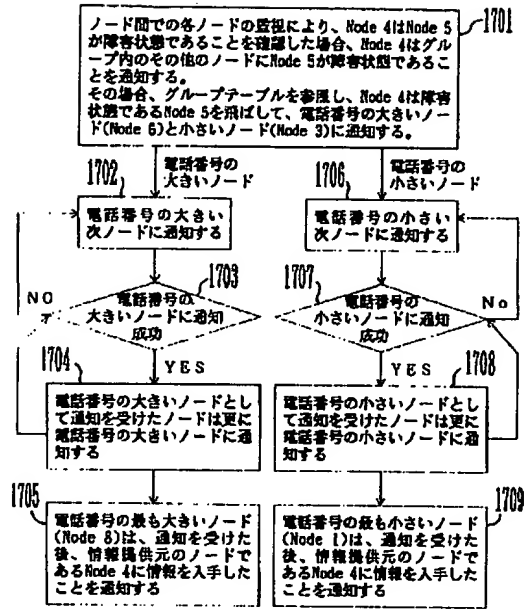 1701
ノード間での各ノードの監視により、Node 4はNode 5
が障害状態であることを確認した場合、Node 4はグルー
プ内のその他のノードにNode 5が障害状態であるこ
とを通知する。
その場合、グループテーブルを参照し、Node 4は障害
状態であるNode 5を飛ばして、電話番号の大きいノー
ド(Node 6)と小さいノード(Node 3)に通知する。
1702
電話番号の
大きいノード
1706
電話番号の
小さいノード
電話番号の大きい
次ノードに通知する
電話番号の小さい
次ノードに通知する
1703
1707
NO
電話番号の
大きいノードに通知
成功
電話番号の
小さいノードに通知
成功
No
1704
YES
YES
1708
電話番号の大きいノードとし
て通知を受けたノードは更に
電話番号の大きいノードに通
知する
電話番号の小さいノードとし
て通知を受けたノードは更に
電話番号の小さいノードに通
知する
1705
1709
電話番号の最も大きいノード
(Node 8)は、通知を受けた
後、情報提供元のノードで
あるNode 4に情報を入手した
ことを通知する
電話番号の最も小さいノード
(Node 1)は、通知を受けた
後、情報提供元のノードで
あるNode 4に情報を入手した
ことを通知する